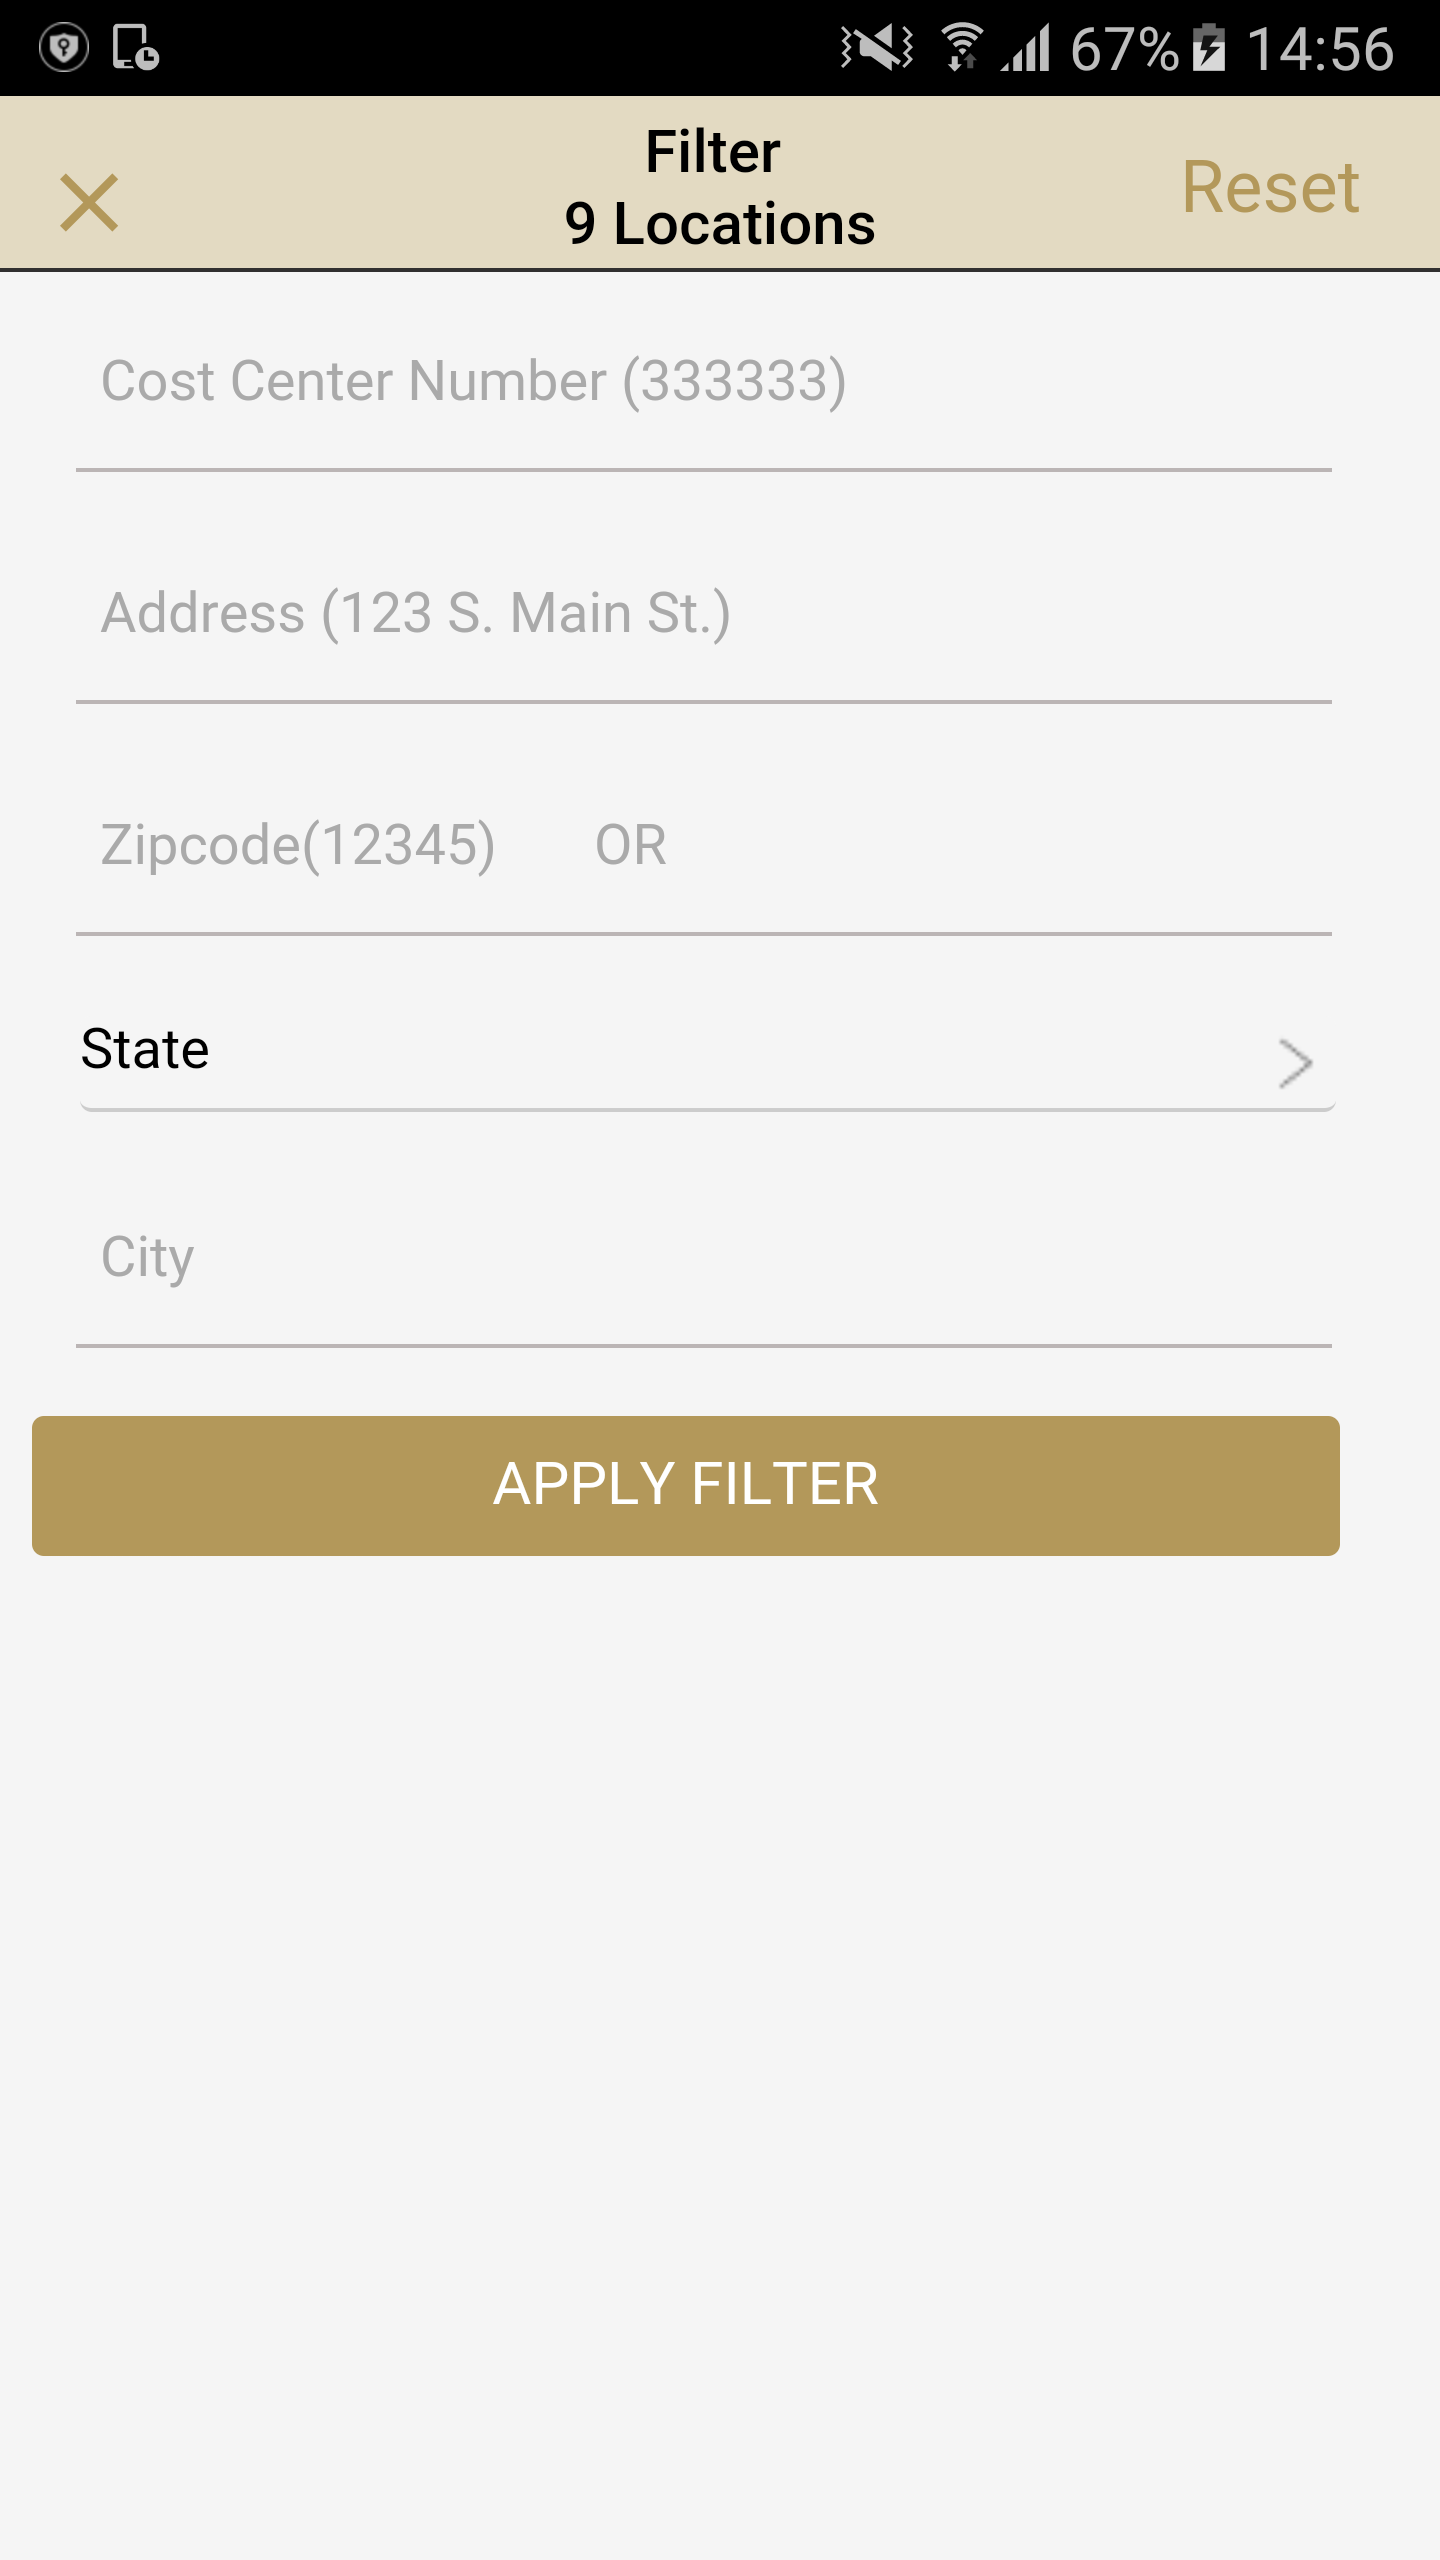 67% 14:56
Filter
9 Locations
Reset
Cost Center Number (333333)
Address (123 S. Main St.)
Zipcode(12345) OR
State
City
APPLY FILTER